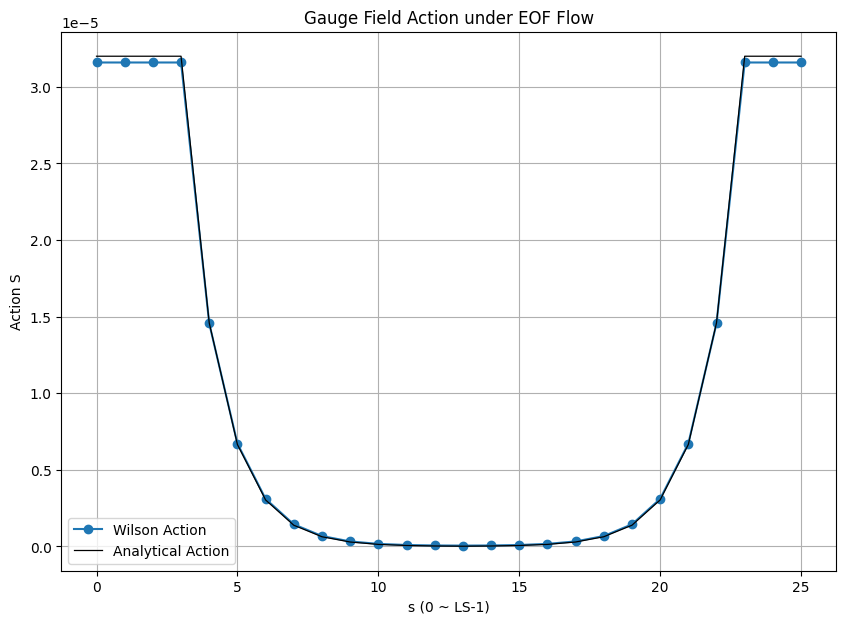 Gauge Field Action under EOF Flow
1e−5
3.0
2.5
2.0
1.5
1.0
0.5
0.0
Action S
Wilson Action
Analytical Action
0 5 10 15 20 25
s (0 ~ LS-1)